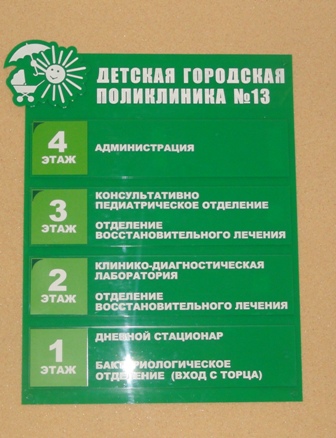 ДЕТСКАЯ ГОРОДСКАЯ
ПОЛИКЛИНИКА №13
4
ЭТАЖ
АДМИНИСТРАЦИЯ
3
ЭТАЖ
КОНСУЛЬТАТИВНО
ПЕДИАТРИЧЕСКОЕ ОТДЕЛЕНИЕ
ОТДЕЛЕНИЕ
ВОССТАНОВИТЕЛЬНОГО ЛЕЧЕНИЯ
2
ЭТАЖ
КЛИНИКО-ДИАГНОСТИЧЕСКАЯ
ЛАБОРАТОРИЯ
ОТДЕЛЕНИЕ
ВОССТАНОВИТЕЛЬНОГО ЛЕЧЕНИЯ
1
ЭТАЖ
ДНЕВНОЙ СТАЦИОНАР
БАКТЕРИОЛОГИЧЕСКОЕ
ОТДЕЛЕНИЕ (ВХОД С ТОРЦА)